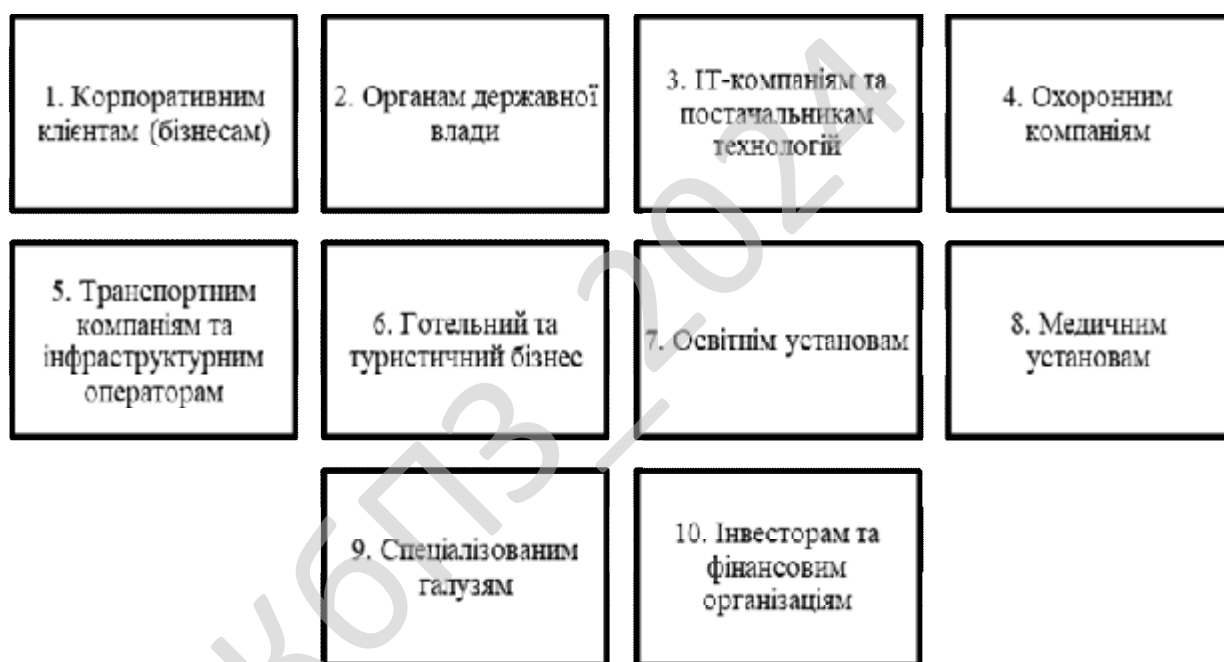 1. Корпоративним
клієнтам (бізнесам)
2. Органам державної
влади
3. ІТ-компаніям та
постачальникам
технологій
4. Охоронним
компаніям
5. Транспортним
компаніям та
інфраструктурним
операторам
6. Готельний та
туристичний бізнес
7. Освітнім установам
8. Медичним
установам
9. Спеціалізованим
галузям
10. Інвесторам та
фінансовим
організаціям
КбПЗ_2024